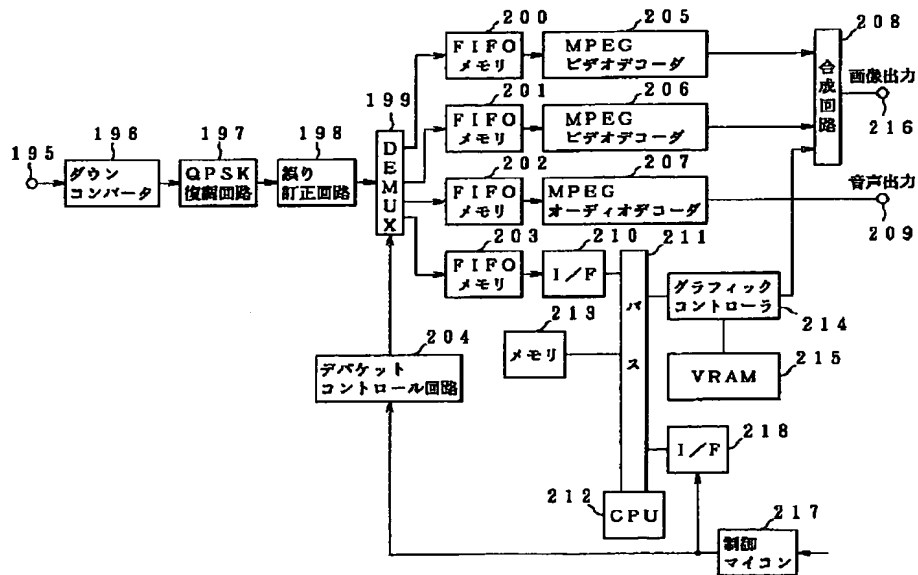 200
FIFO
メモリ
205
MPEG
ビデオデコーダ
208
合成回路
画像出力
216
201
FIFO
メモリ
206
MPEG
ビデオデコーダ
195
196
ダウン
コンバータ
197
QPSK
復調回路
198
誤り
訂正回路
199
DEMUX
202
FIFO
メモリ
207
MPEG
オーディオデコーダ
音声出力
209
203
FIFO
メモリ
210
I/F
211
バス
グラフィック
コントローラ
214
213
メモリ
215
VRAM
204
デパケット
コントロール回路
I/F
218
212
CPU
217
制御
マイコン